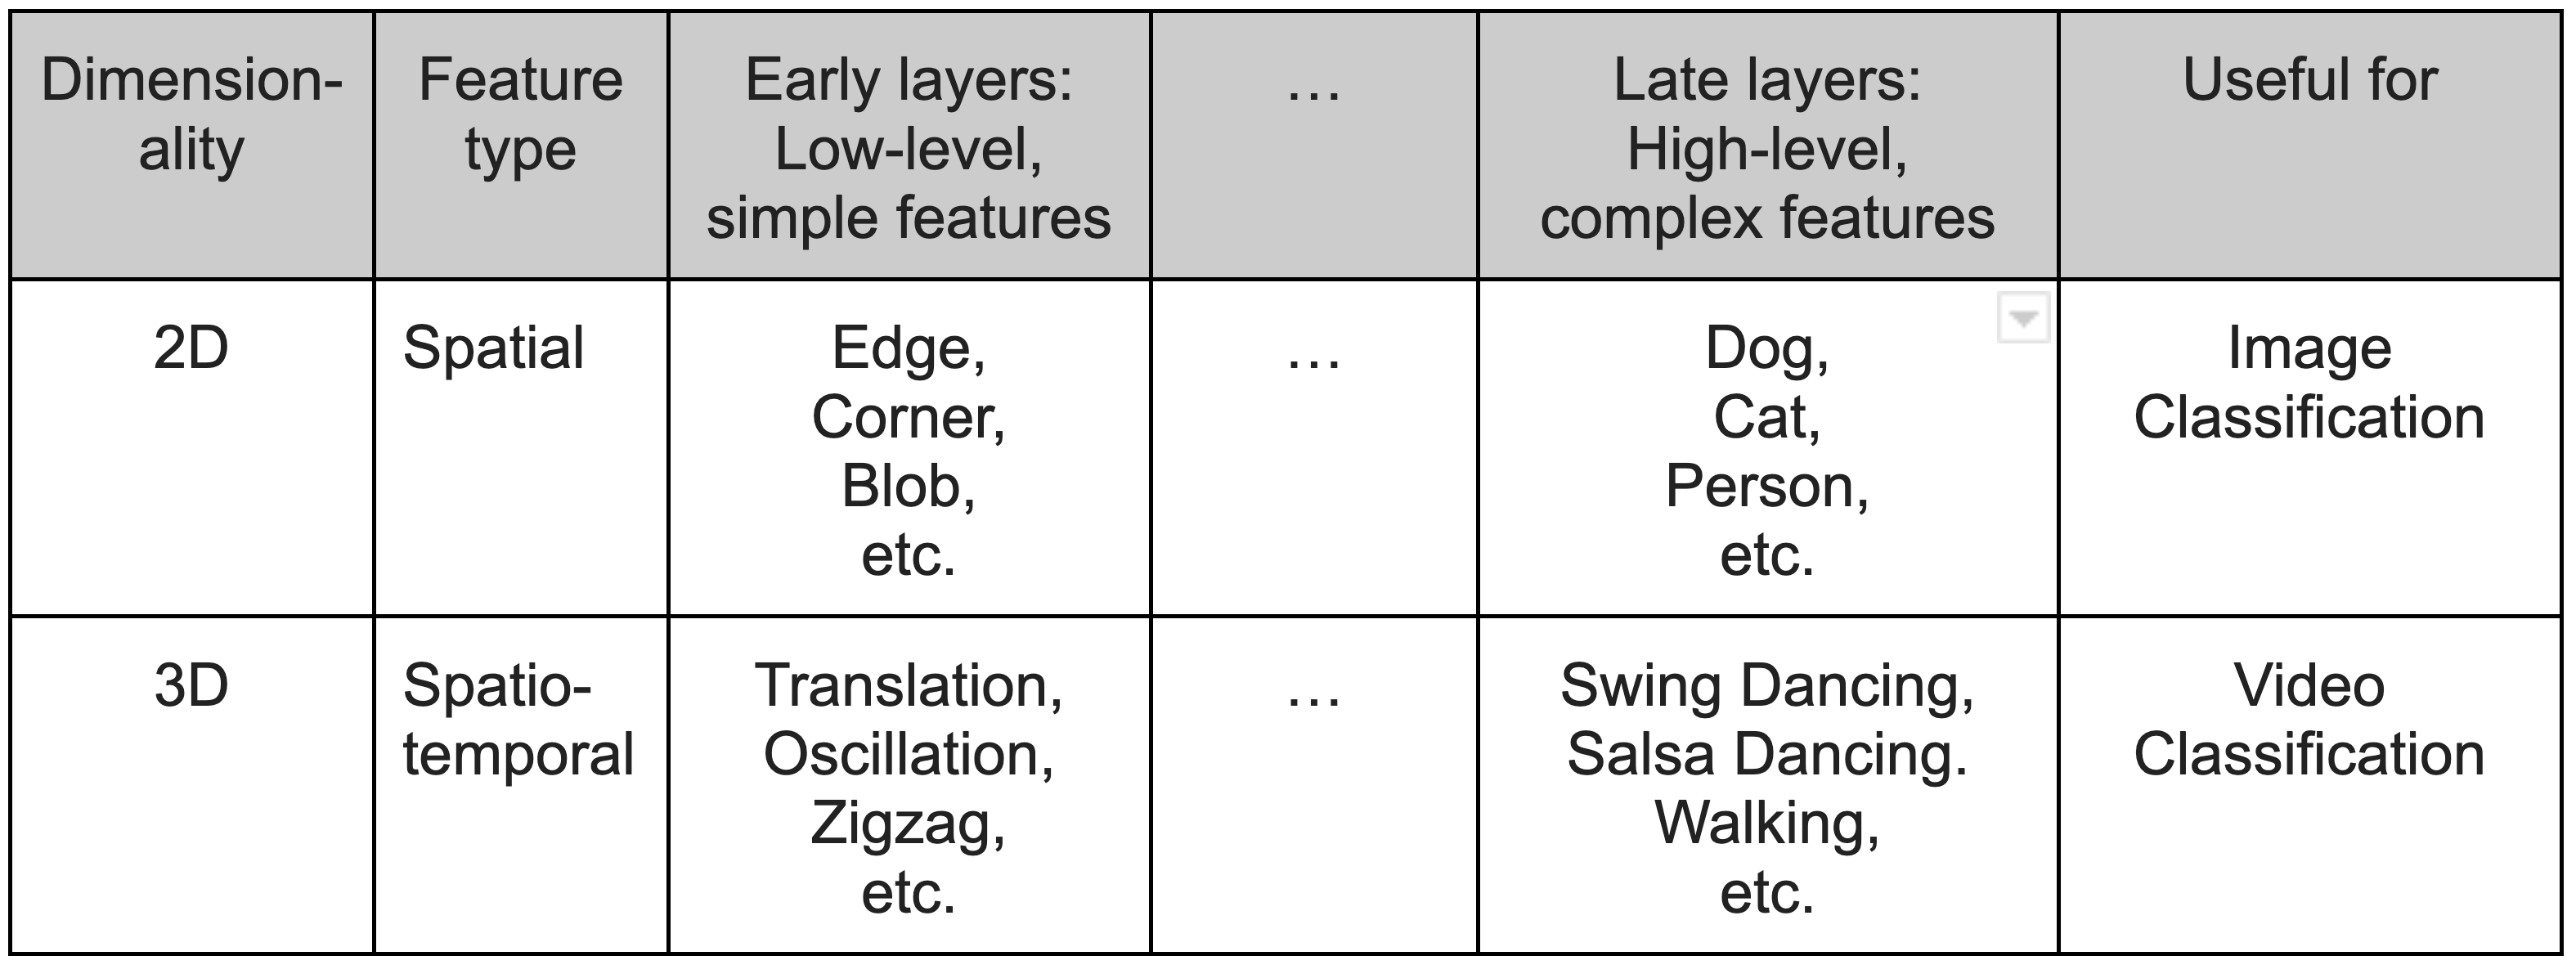 Dimension-
ality
Feature
type
Early layers:
Low-level,
simple features
…
Late layers:
High-level,
complex features
Useful for
2D
Spatial
Edge,
Corner,
Blob,
etc.
…
Dog,
Cat,
Person,
etc.
Image
Classification
3D
Spatio-
temporal
Translation,
Oscillation,
Zigzag,
etc.
…
Swing Dancing,
Salsa Dancing.
Walking,
etc.
Video
Classification